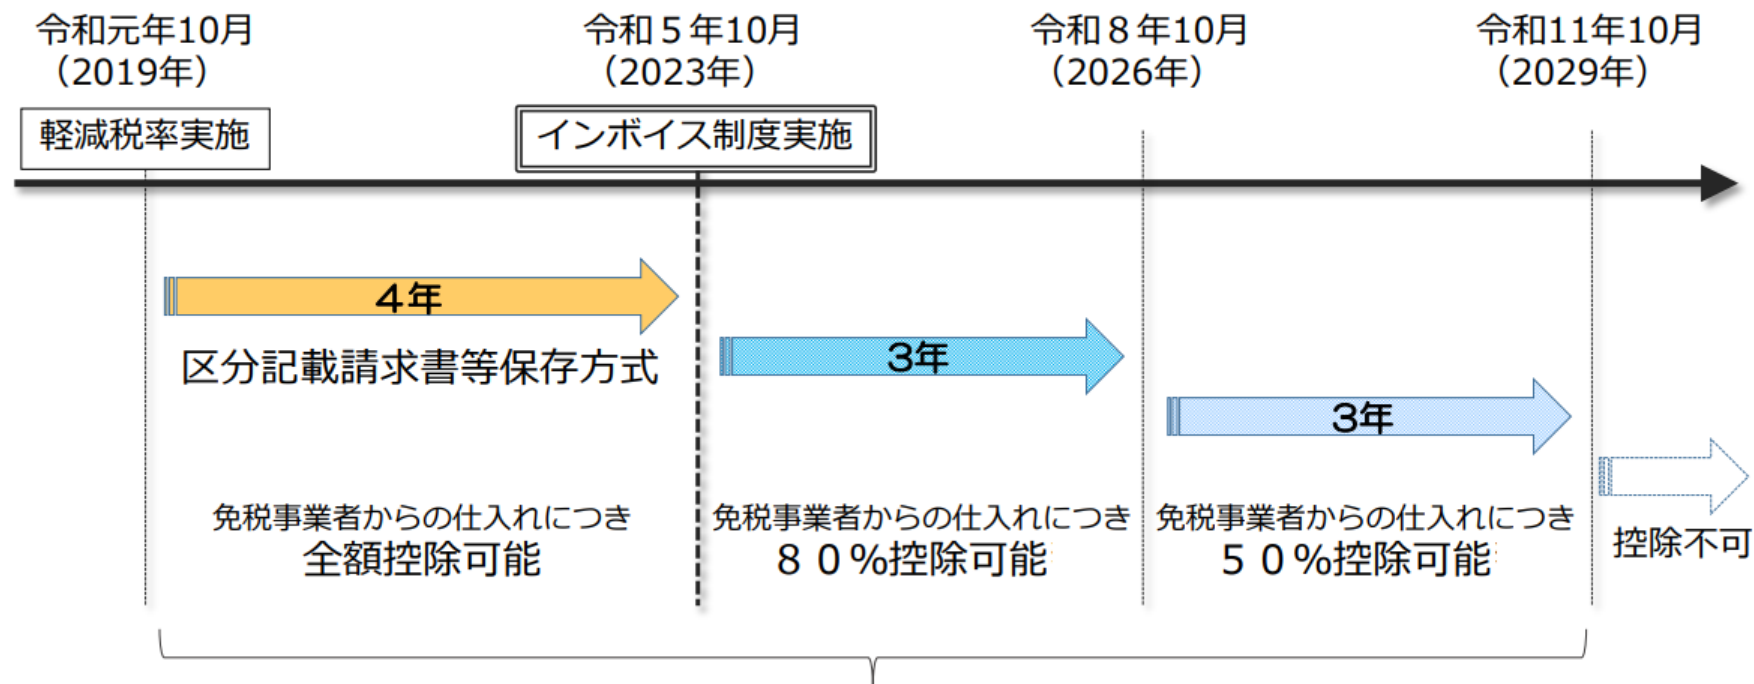 令和元年10月
（2019年）
令和５年10月
（2023年）
令和８年10月
（2026年）
令和11年10月
（2029年）
軽減税率実施
インボイス制度実施
４年
区分記載請求書等保存方式
３年
３年
免税事業者からの仕入れにつき
全額控除可能
免税事業者からの仕入れにつき
８０％控除可能
免税事業者からの仕入れにつき
５０％控除可能
控除不可